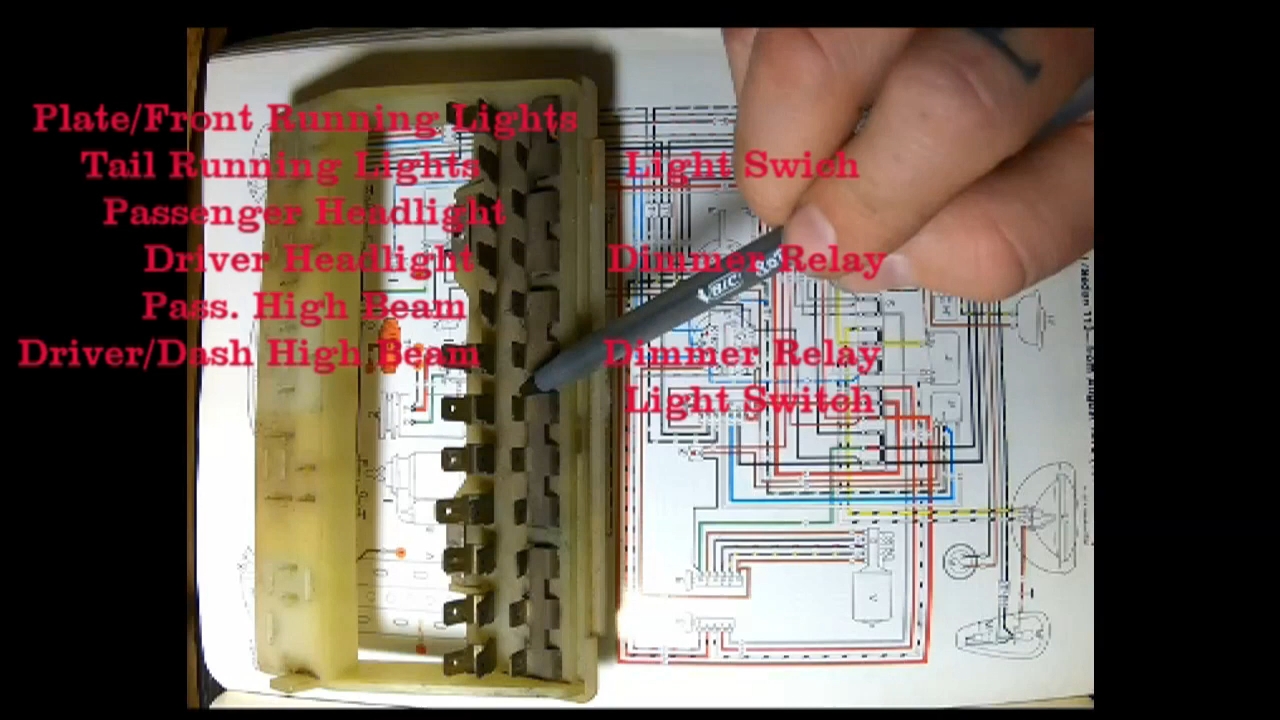 Plate/Front Running Lights
Tail Running Lights
Light Swich
Passenger Headlight
Driver Headlight
Dimmer Relay
Pass. High Beam
Driver/Dash High Beam
Dimmer Relay
Light Switch
BIC